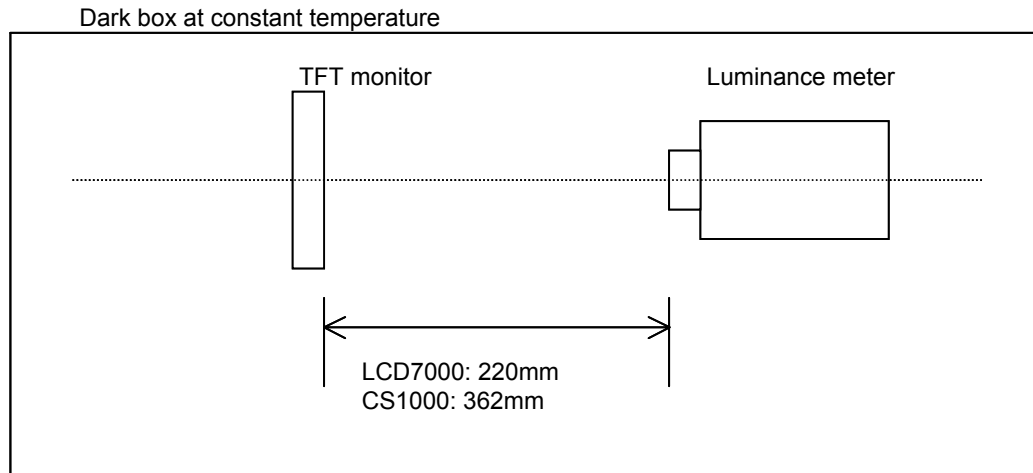 Dark box at constant temperature
TFT monitor
Luminance meter
LCD7000: 220mm
CS1000: 362mm